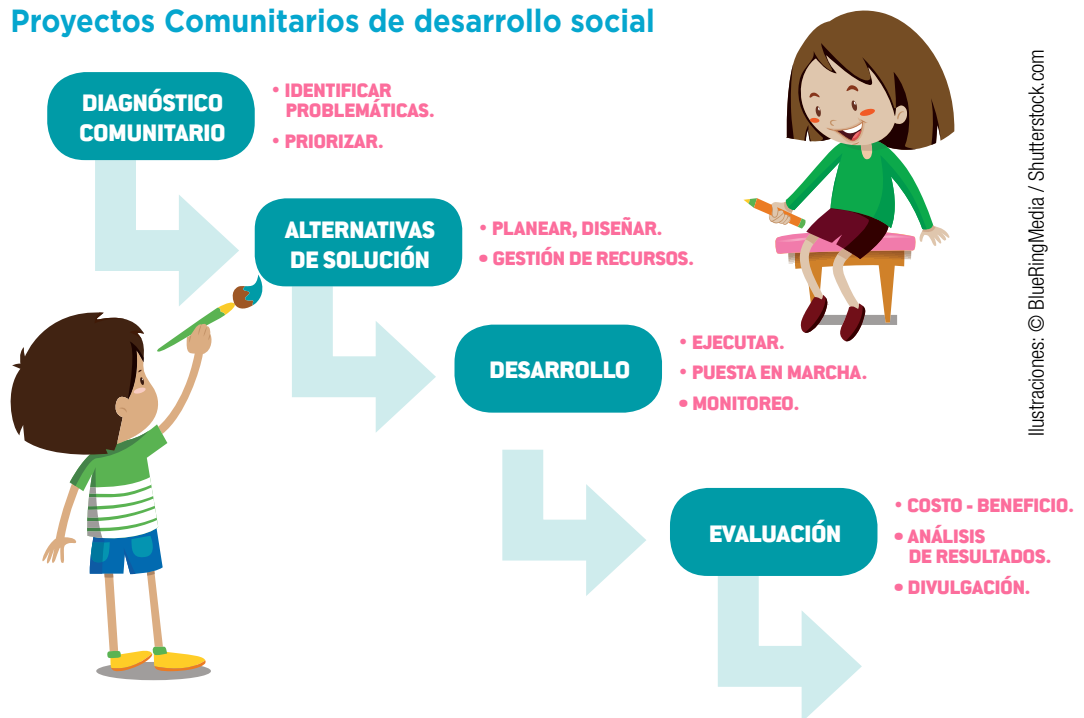 Proyectos Comunitarios de desarrollo social
DIAGNÓSTICO
COMUNITARIO
• IDENTIFICAR
PROBLEMÁTICAS.
• PRIORIZAR.
ALTERNATIVAS
DE SOLUCIÓN
• PLANEAR, DISEÑAR.
• GESTIÓN DE RECURSOS.
DESARROLLO
• EJECUTAR.
• PUESTA EN MARCHA.
• MONITOREO.
EVALUACIÓN
• COSTO - BENEFICIO.
• ANÁLISIS
DE RESULTADOS.
• DIVULGACIÓN.
Ilustraciones: © BlueRingMedia / Shutterstock.com